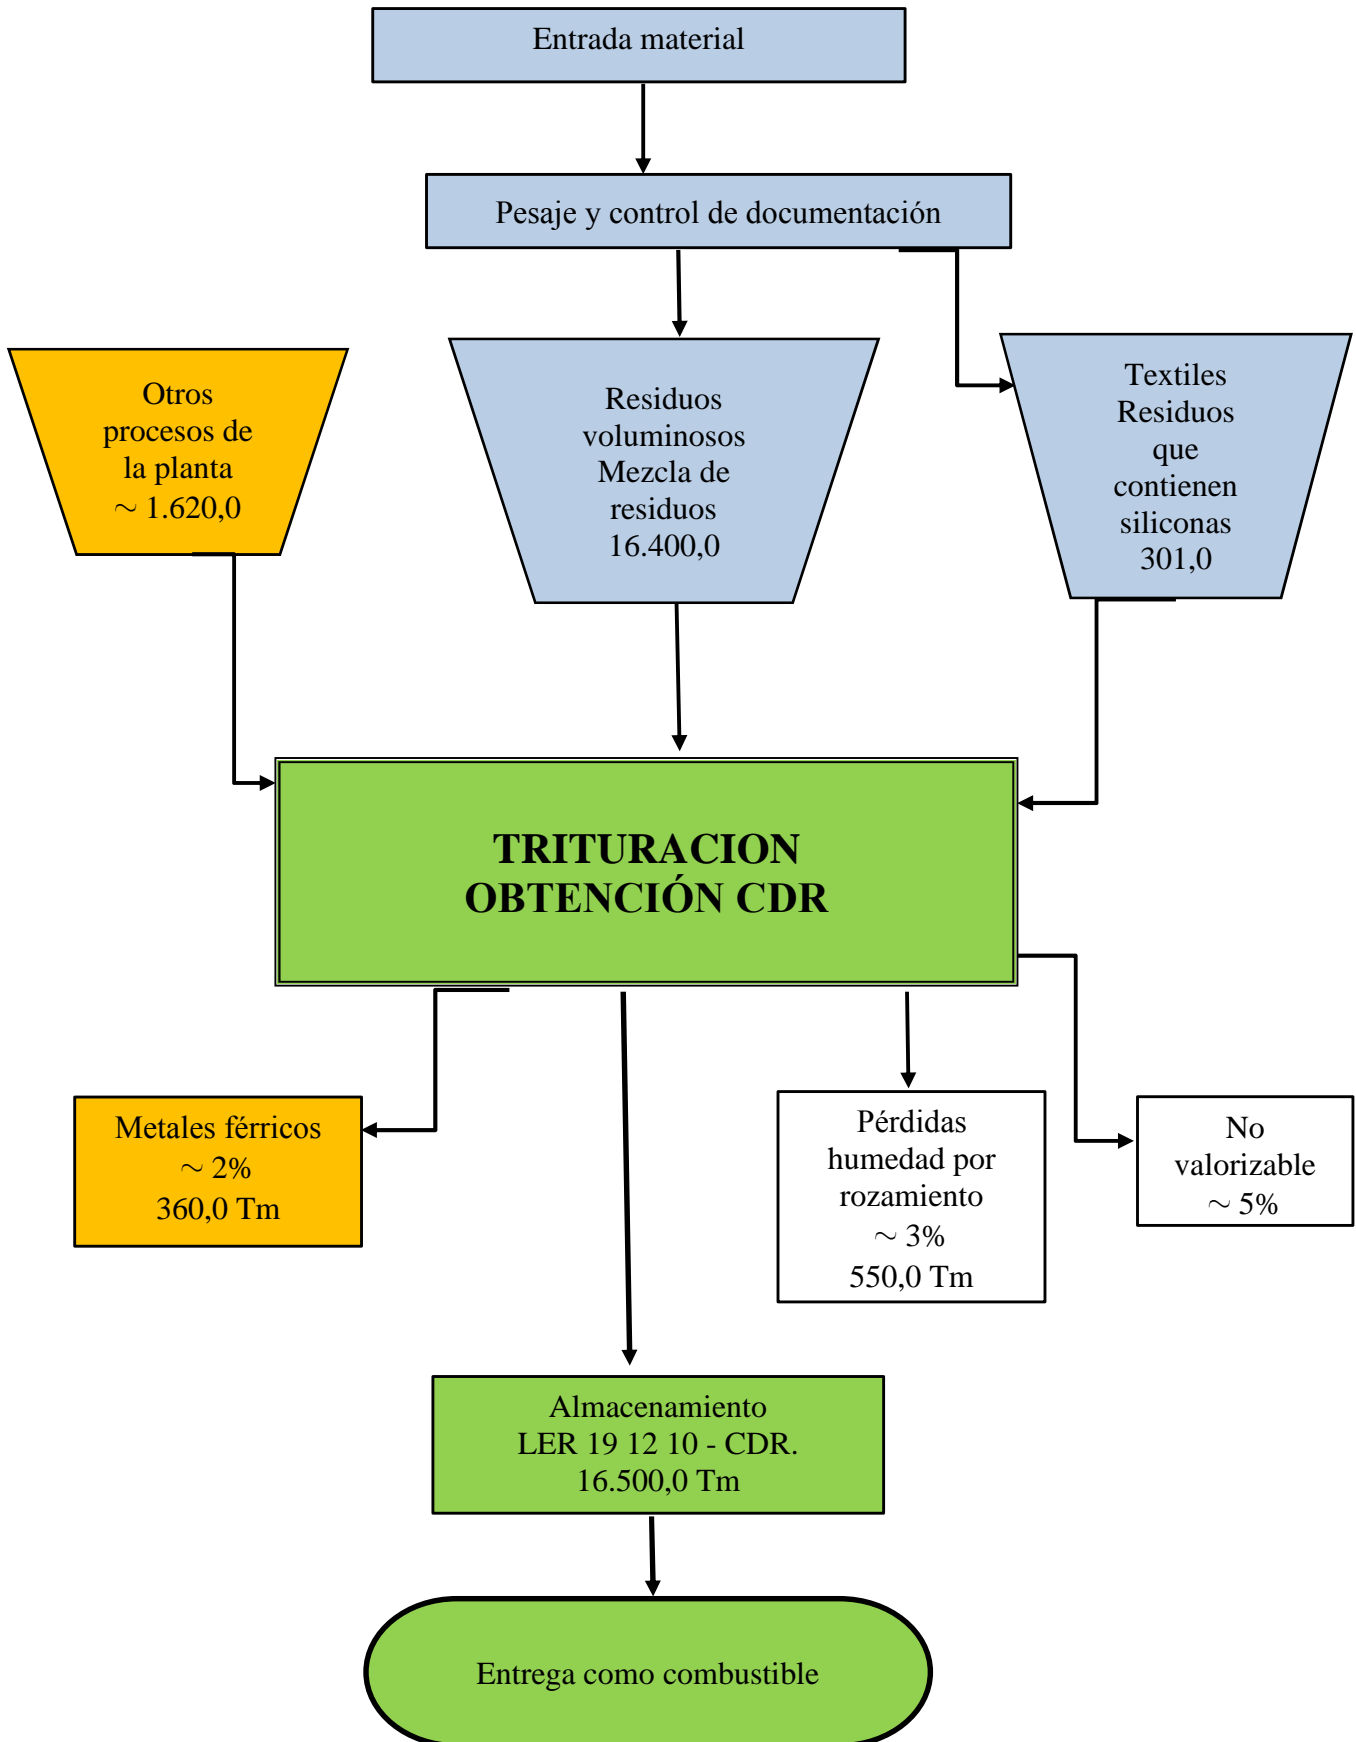 Entrada material
Pesaje y control de documentación
Otros
procesos de
la planta
~ 1.620,0
Residuos
voluminosos
Mezcla de
residuos
16.400,0
Textiles
Residuos
que
contienen
siliconas
301,0
TRITURACION
OBTENCIÓN CDR
Metales férricos
~ 2%
360,0 Tm
Pérdidas
humedad por
rozamiento
~ 3%
550,0 Tm
No
valorizable
~ 5%
Almacenamiento
LER 19 12 10 - CDR.
16.500,0 Tm
Entrega como combustible